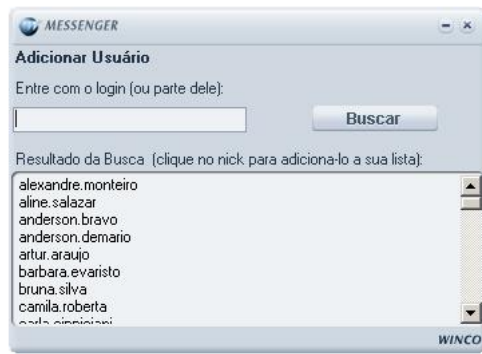 MESSENGER
Adicionar Usuário
Entre com o login (ou parte dele):
Buscar
Resultado da Busca (clique no nick para adiciona-lo a sua lista):
alexandre.monteiro
aline.salazar
anderson.bravo
anderson.demario
artur.araujo
barbara.evaristo
bruna.silva
camila.roberta
WINCO